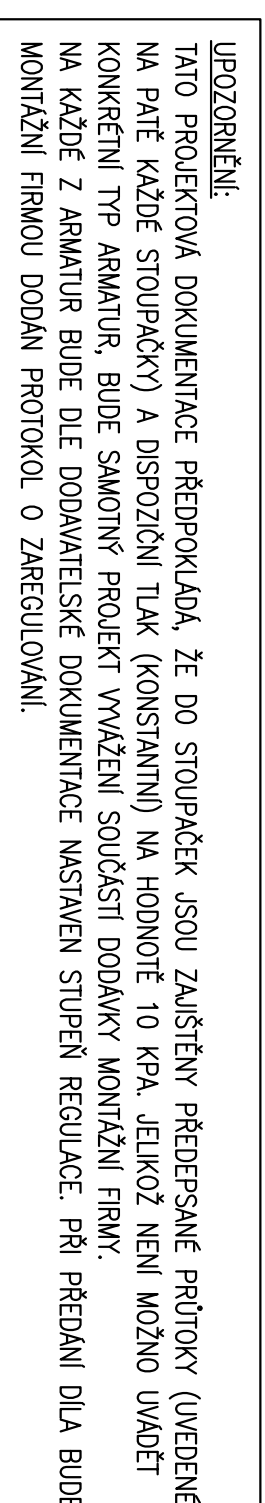 UPOZORNĚNÍ:
TATO PROJEKTOVÁ DOKUMENTACE PŘEDPOKLÁDÁ, ŽE DO STOUPAČEK JSOU ZAJIŠTĚNY PŘEDEPSANÉ PRŮTOKY (UVEDENÉ
NA PATĚ KAŽDÉ STOUPAČKY) A DISPOZIČNÍ TLAK (KONSTANTNÍ) NA HODNOTĚ 10 KPA. JELIKOŽ NENÍ MOŽNO UVÁDĚT
KONKRÉTNÍ TYP ARMATUR, BUDE SAMOTNÝ PROJEKT VYVÁŽENÍ SOUČÁSTÍ DODÁVKY MONTÁŽNÍ FIRMY.
NA KAŽDÉ Z ARMATUR BUDE DLE DODAVATELSKÉ DOKUMENTACE NASTAVEN STUPEŇ REGULACE. PŘI PŘEDÁNÍ DÍLA BUDE
MONTÁŽNÍ FIRMOU DODÁN PROTOKOL O ZAREGULOVÁNÍ.